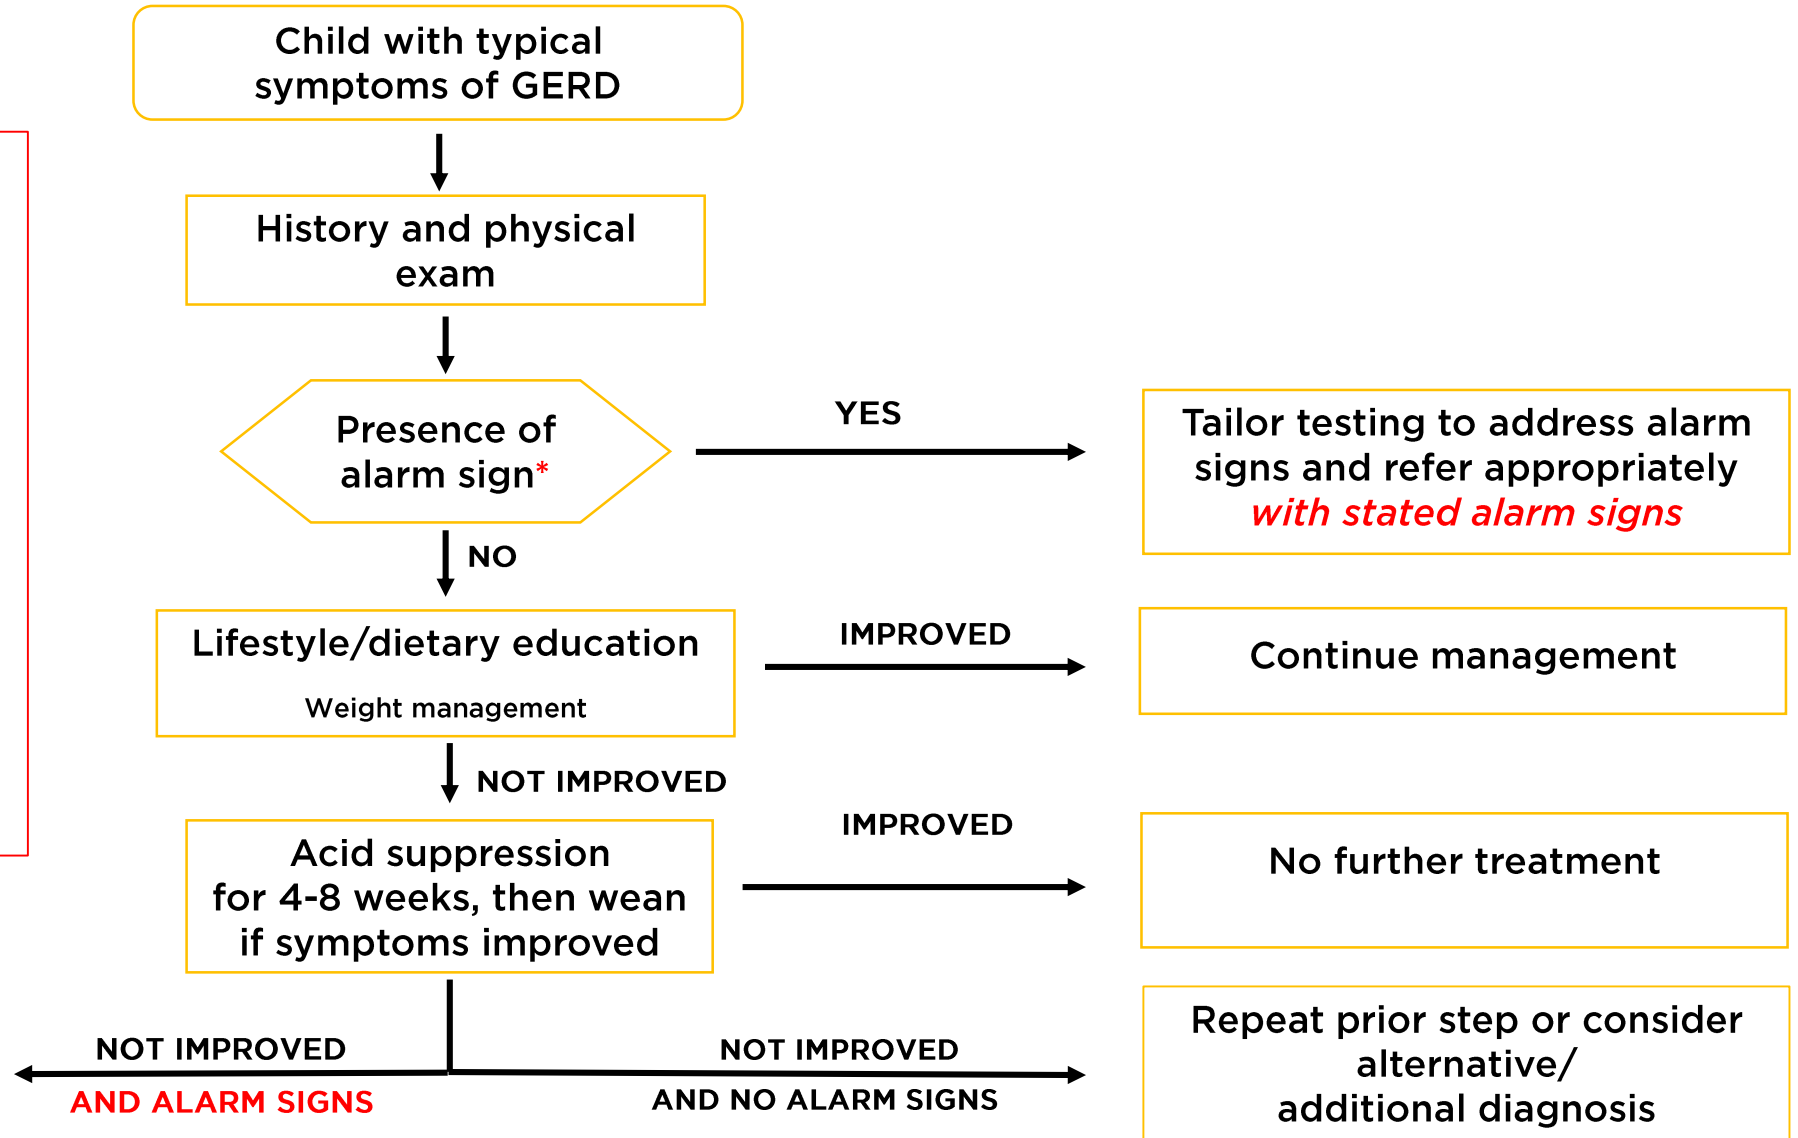 Child with typical
symptoms of GERD
History and physical
exam
Presence of
alarm sign*
YES
Tailor testing to address alarm
signs and refer appropriately
with stated alarm signs
NO
Lifestyle/dietary education
Weight management
IMPROVED
Continue management
NOT IMPROVED
Acid suppression
for 4-8 weeks, then wean
if symptoms improved
IMPROVED
No further treatment
NOT IMPROVED
AND ALARM SIGNS
NOT IMPROVED
AND NO ALARM SIGNS
Repeat prior step or consider
alternative/
additional diagnosis